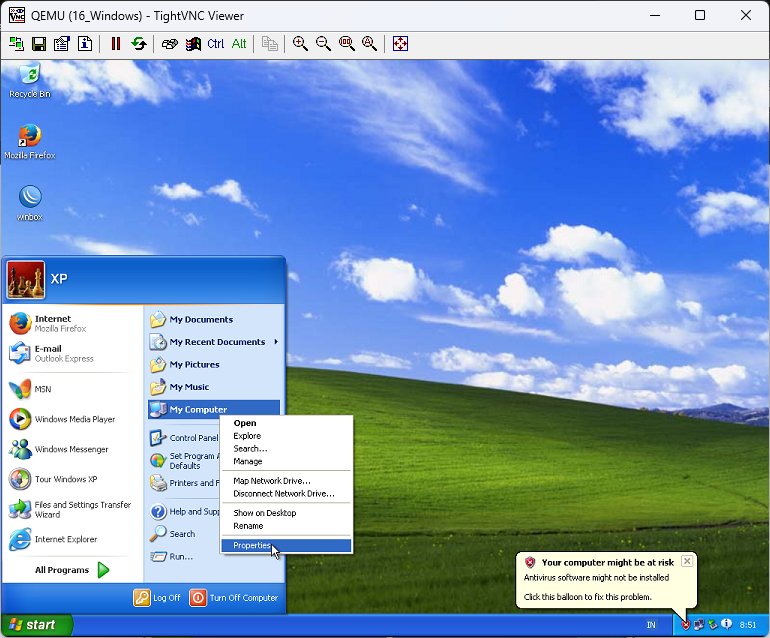 QEMU (16_Windows) - TightVNC Viewer
Ctrl Alt
Recycle Bin
Mozilla Firefox
winbox
XP
Internet
Mozilla Firefox
E-mail
Outlook Express
MSN
Windows Media Player
Windows Messenger
Tour Windows XP
Files and Settings Transfer
Wizard
Internet Explorer
All Programs
My Documents
My Recent Documents
My Pictures
My Music
My Computer
Control Panel
Set Program A
Defaults
Printers and F
Help and Supp
Search
Run...
Open
Explore
Search...
Manage
Map Network Drive...
Disconnect Network Drive...
Show on Desktop
Rename
Properties
Log Off
Turn Off Computer
Your computer might be at risk
Antivirus software might not be installed
Click this balloon to fix this problem.
start
IN
8:51